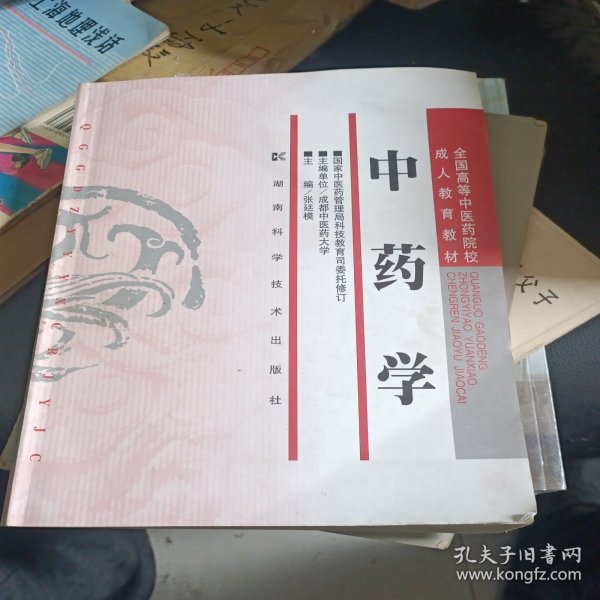 全国高等中医药院校
成人教育教材
QUANGUO GAODENG
ZHONGYIYAO YUANXIAO
CHENGREN JIAOYU JIAOCAI
中药学
■国家中医药管理局科技教育司委托修订
■主编单位/成都中医药大学
■主 编/张廷模
湖南科学技术出版社
上海地理浅话
父子
孔夫子旧书网
www.kongfz.com